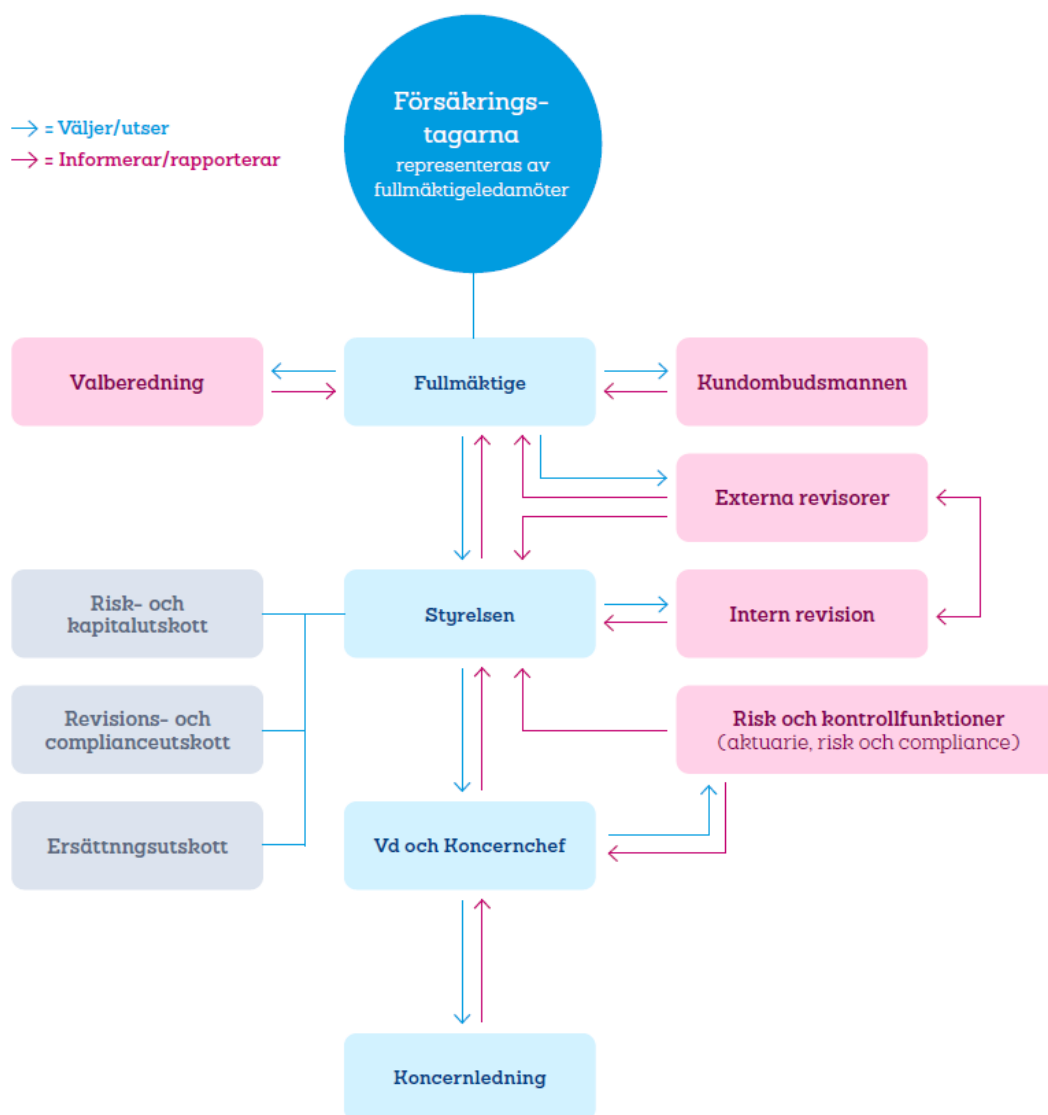 Försäkrings-
tagarna
representeras av
fullmäktigeledamöter
→ = Väljer/utser
→ = Informerar/rapporterar
Valberedning
Fullmäktige
Kundombudsmannen
Externa revisorer
Risk- och
kapitalutskott
Styrelsen
Intern revision
Revisions- och
complianceutskott
Risk och kontrollfunktioner
(aktuarie, risk och compliance)
Ersättnngsutskott
Vd och Koncernchef
Koncernledning